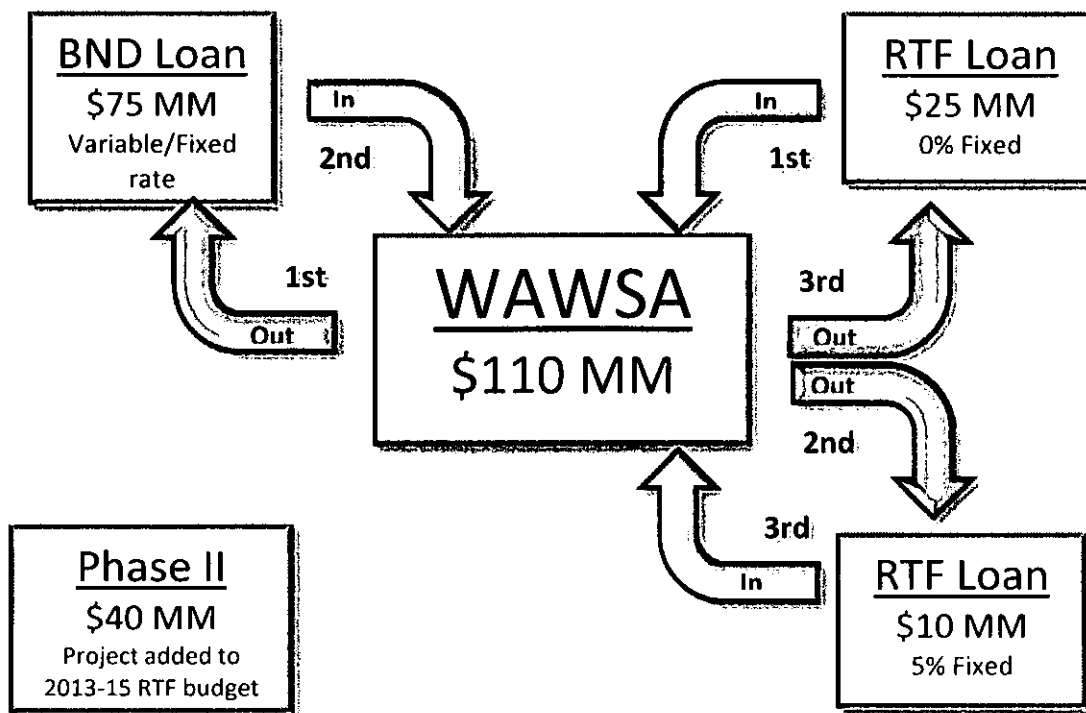 BND Loan
$75 MM
Variable/Fixed
rate
In
2nd
In
1st
RTF Loan
$25 MM
0% Fixed
1st
Out
WAWSA
$110 MM
3rd
Out
Out
2nd
3rd
In
Phase II
$40 MM
Project added to
2013-15 RTF budget
RTF Loan
$10 MM
5% Fixed